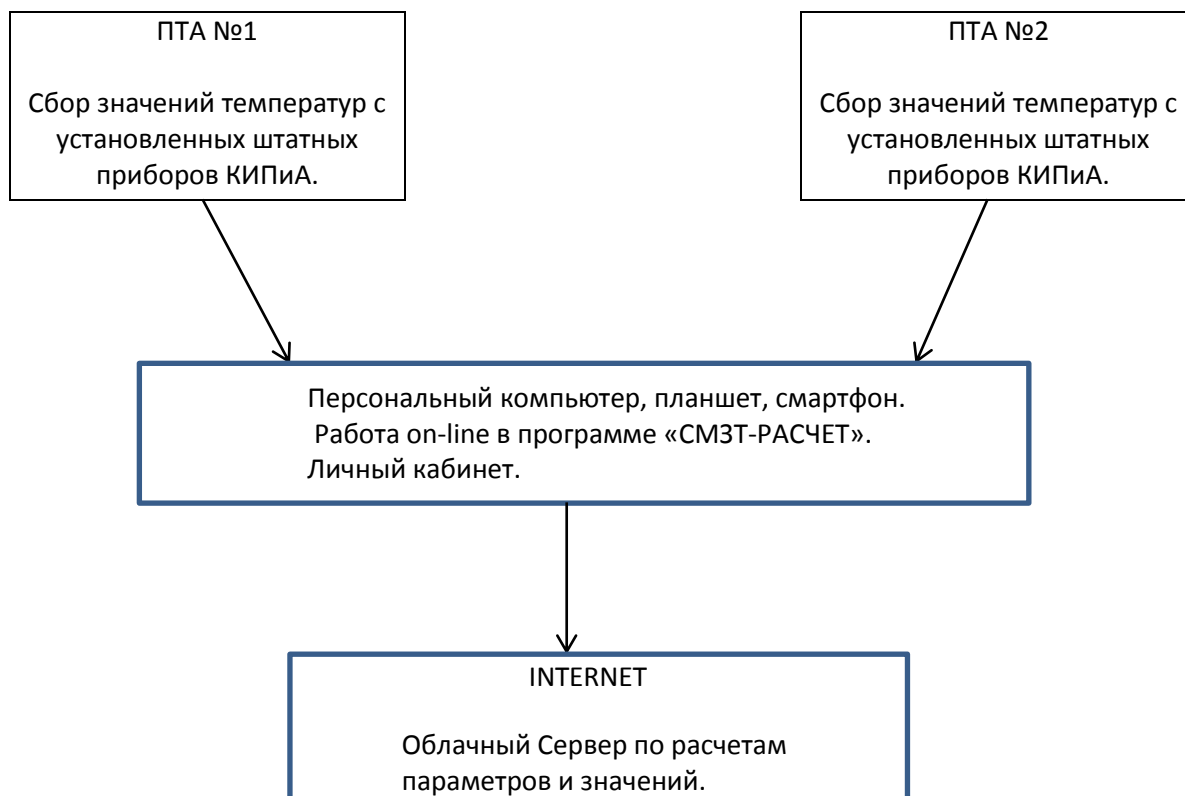 ПТА №1
Сбор значений температур с
установленных штатных
приборов КИПиА.
ПТА №2
Сбор значений температур с
установленных штатных
приборов КИПиА.
Персональный компьютер, планшет, смартфон.
Работа on-line в программе «СМЗТ-РАСЧЕТ».
Личный кабинет.
INTERNET
Облачный Сервер по расчетам
параметров и значений.